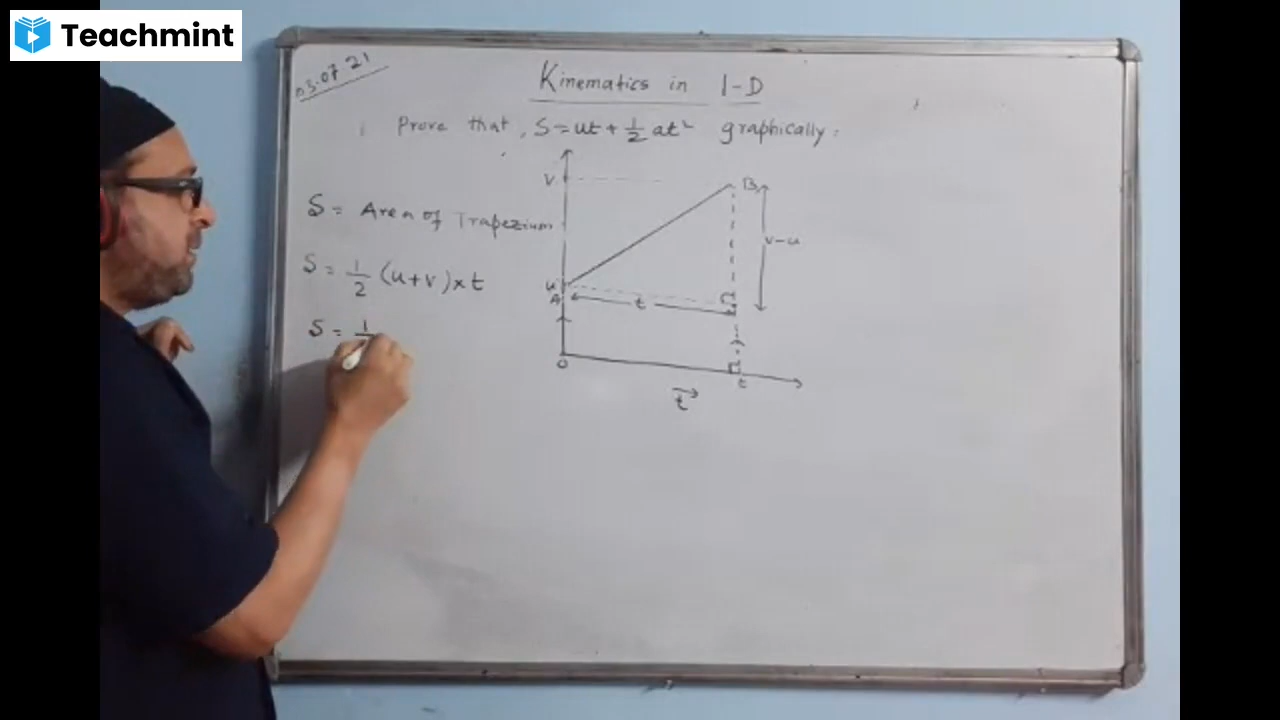 Teachmint
03.07.21
Kinematics in 1-D
Prove that, S = ut + 1/2 at² graphically.
S = Area of Trapezium
S = 1/2 (u+v) × t
S = 1
V
B
v-u
u
A
t
O
t
t